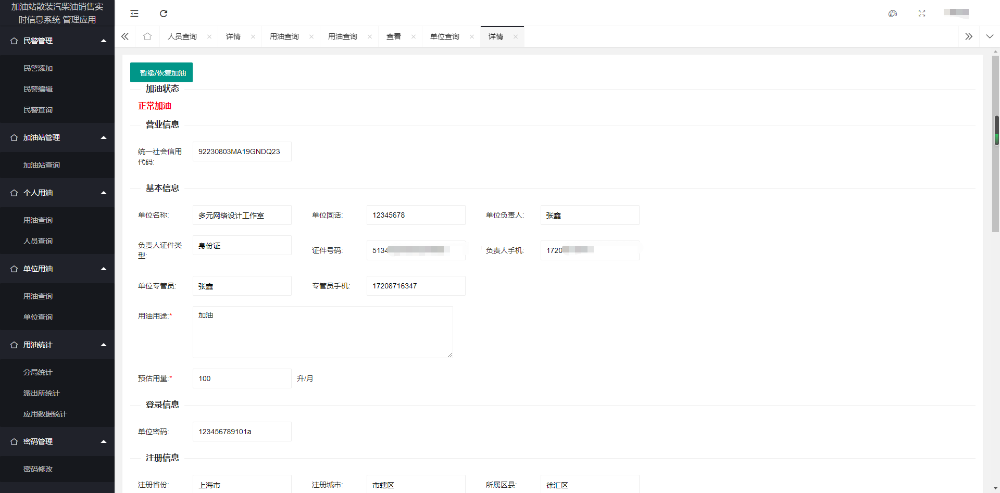 加油站散装汽柴油销售实
时信息系统 管理应用
民警管理
民警添加
民警编辑
民警查询
加油站管理
加油站查询
个人用油
用油查询
人员查询
单位用油
用油查询
单位查询
用油统计
分局统计
派出所统计
应用数据统计
密码管理
密码修改
人员查询 详情 用油查询 用油查询 查看 单位查询 详情
暂缓/恢复加油
加油状态
正常加油
营业信息
统一社会信用
代码:
92230803MA19GNDQ23
基本信息
单位名称: 多元网络设计工作室 单位固话: 12345678 单位负责人: 张鑫
负责人证件类
型:
身份证 证件号码: 5134 负责人手机: 1720
单位专管员: 张鑫 专管员手机: 17208716347
用油用途:* 加油
预估用量:* 100 升/月
登录信息
单位密码: 123456789101a
注册信息
注册省份: 上海市 注册城市: 市辖区 所属区县: 徐汇区